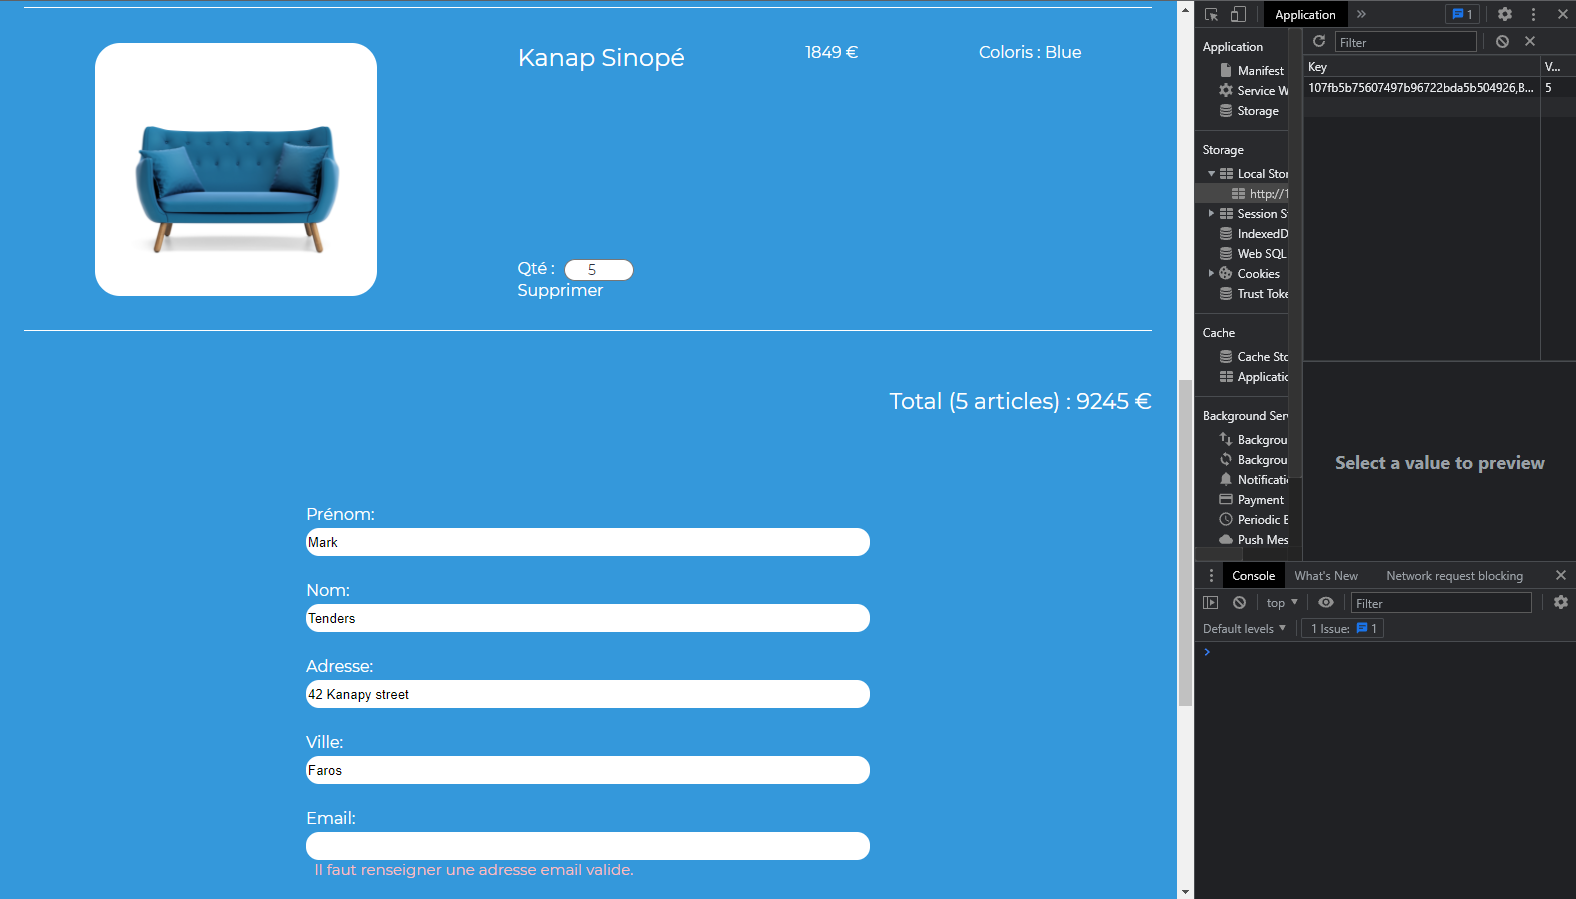 Kanap Sinopé
1849 €
Coloris : Blue
Qté : 5
Supprimer
Total (5 articles) : 9245 €
Prénom:
Mark
Nom:
Tenders
Adresse:
42 Kanapy street
Ville:
Faros
Email:
Il faut renseigner une adresse email valide.
Application
1
Application
Manifest
Service W
Storage
Storage
Local Stor
http://1
Session S
IndexedD
Web SQL
Cookies
Trust Toke
Cache
Cache Sto
Applicatio
Background Serv
Backgrou
Backgrou
Notificati
Payment
Periodic B
Push Mes
Filter
Key V...
107fb5b75607497b96722bda5b504926,B... 5
Select a value to preview
Console What's New Network request blocking
top Filter
Default levels 1 Issue: 1